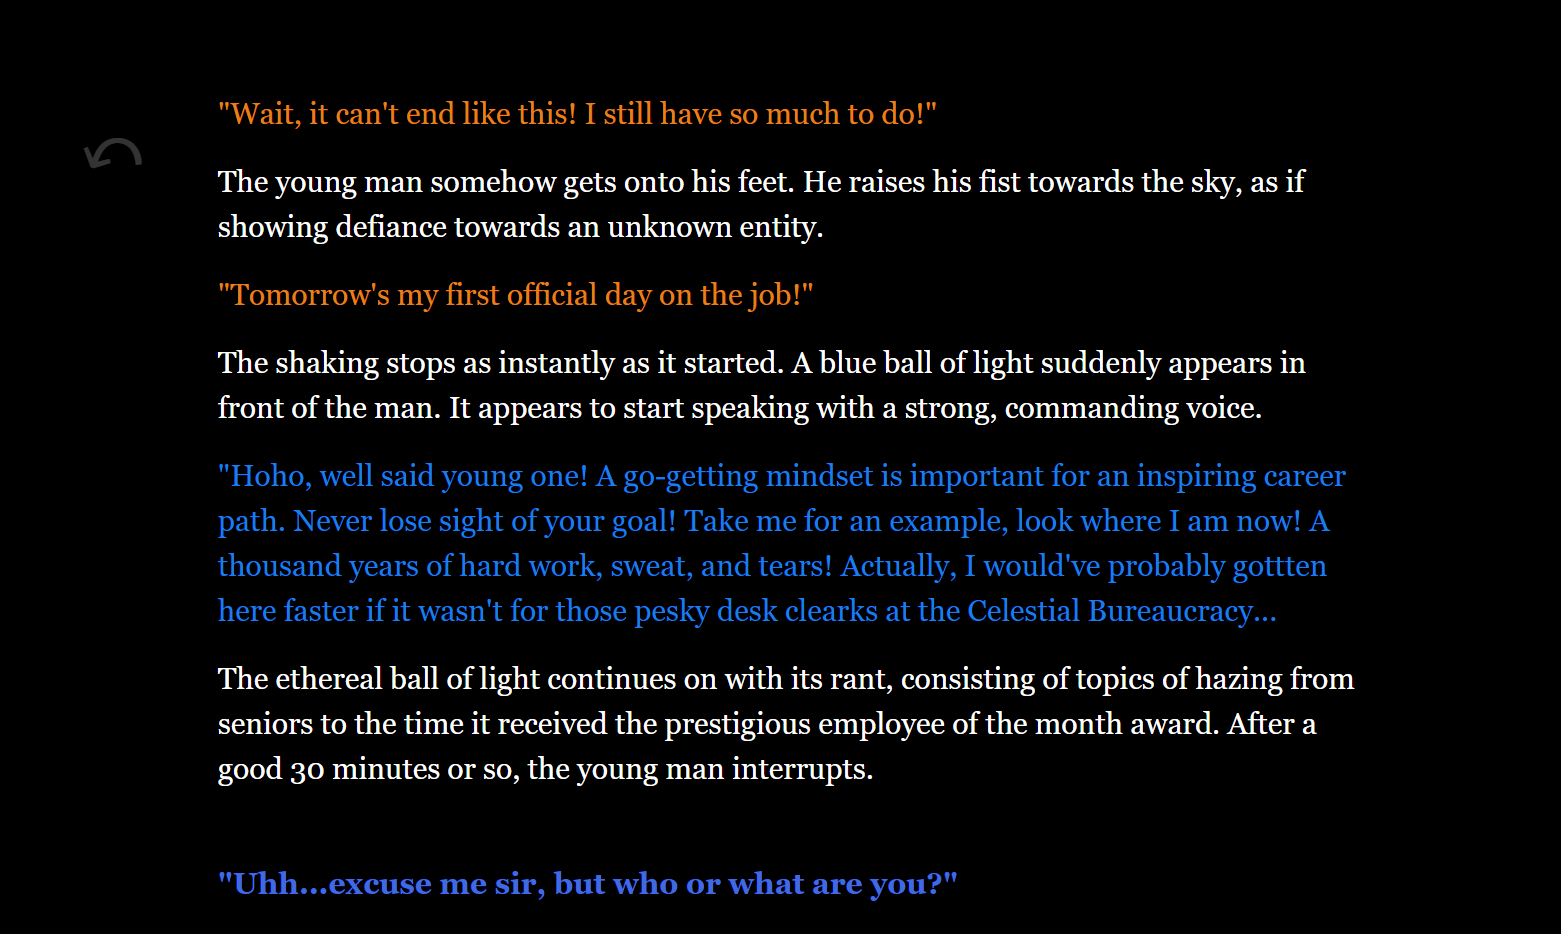 "Wait, it can't end like this! I still have so much to do!"
The young man somehow gets onto his feet. He raises his fist towards the sky, as if
showing defiance towards an unknown entity.
"Tomorrow's my first official day on the job!"
The shaking stops as instantly as it started. A blue ball of light suddenly appears in
front of the man. It appears to start speaking with a strong, commanding voice.
"Hoho, well said young one! A go-getting mindset is important for an inspiring career
path. Never lose sight of your goal! Take me for an example, look where I am now! A
thousand years of hard work, sweat, and tears! Actually, I would've probably gottten
here faster if it wasn't for those pesky desk clearks at the Celestial Bureaucracy...
The ethereal ball of light continues on with its rant, consisting of topics of hazing from
seniors to the time it received the prestigious employee of the month award. After a
good 30 minutes or so, the young man interrupts.
"Uhh...excuse me sir, but who or what are you?"